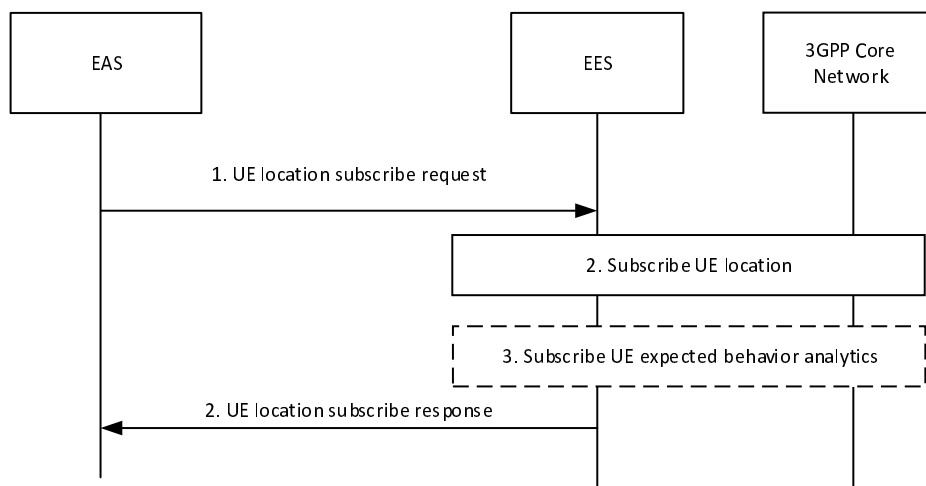 EAS
EES
3GPP Core
Network
1. UE location subscribe request
2. Subscribe UE location
3. Subscribe UE expected behavior analytics
2. UE location subscribe response